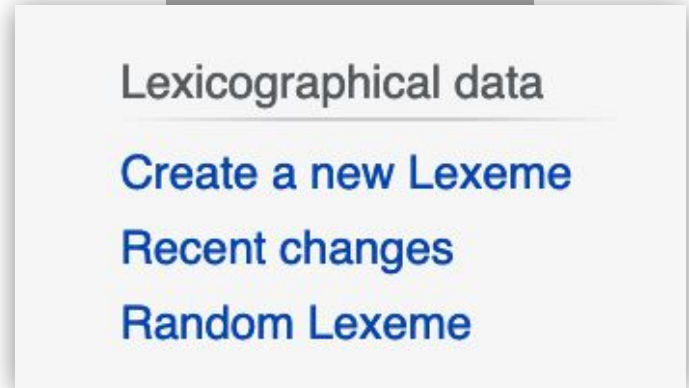 Lexicographical data
Create a new Lexeme
Recent changes
Random Lexeme